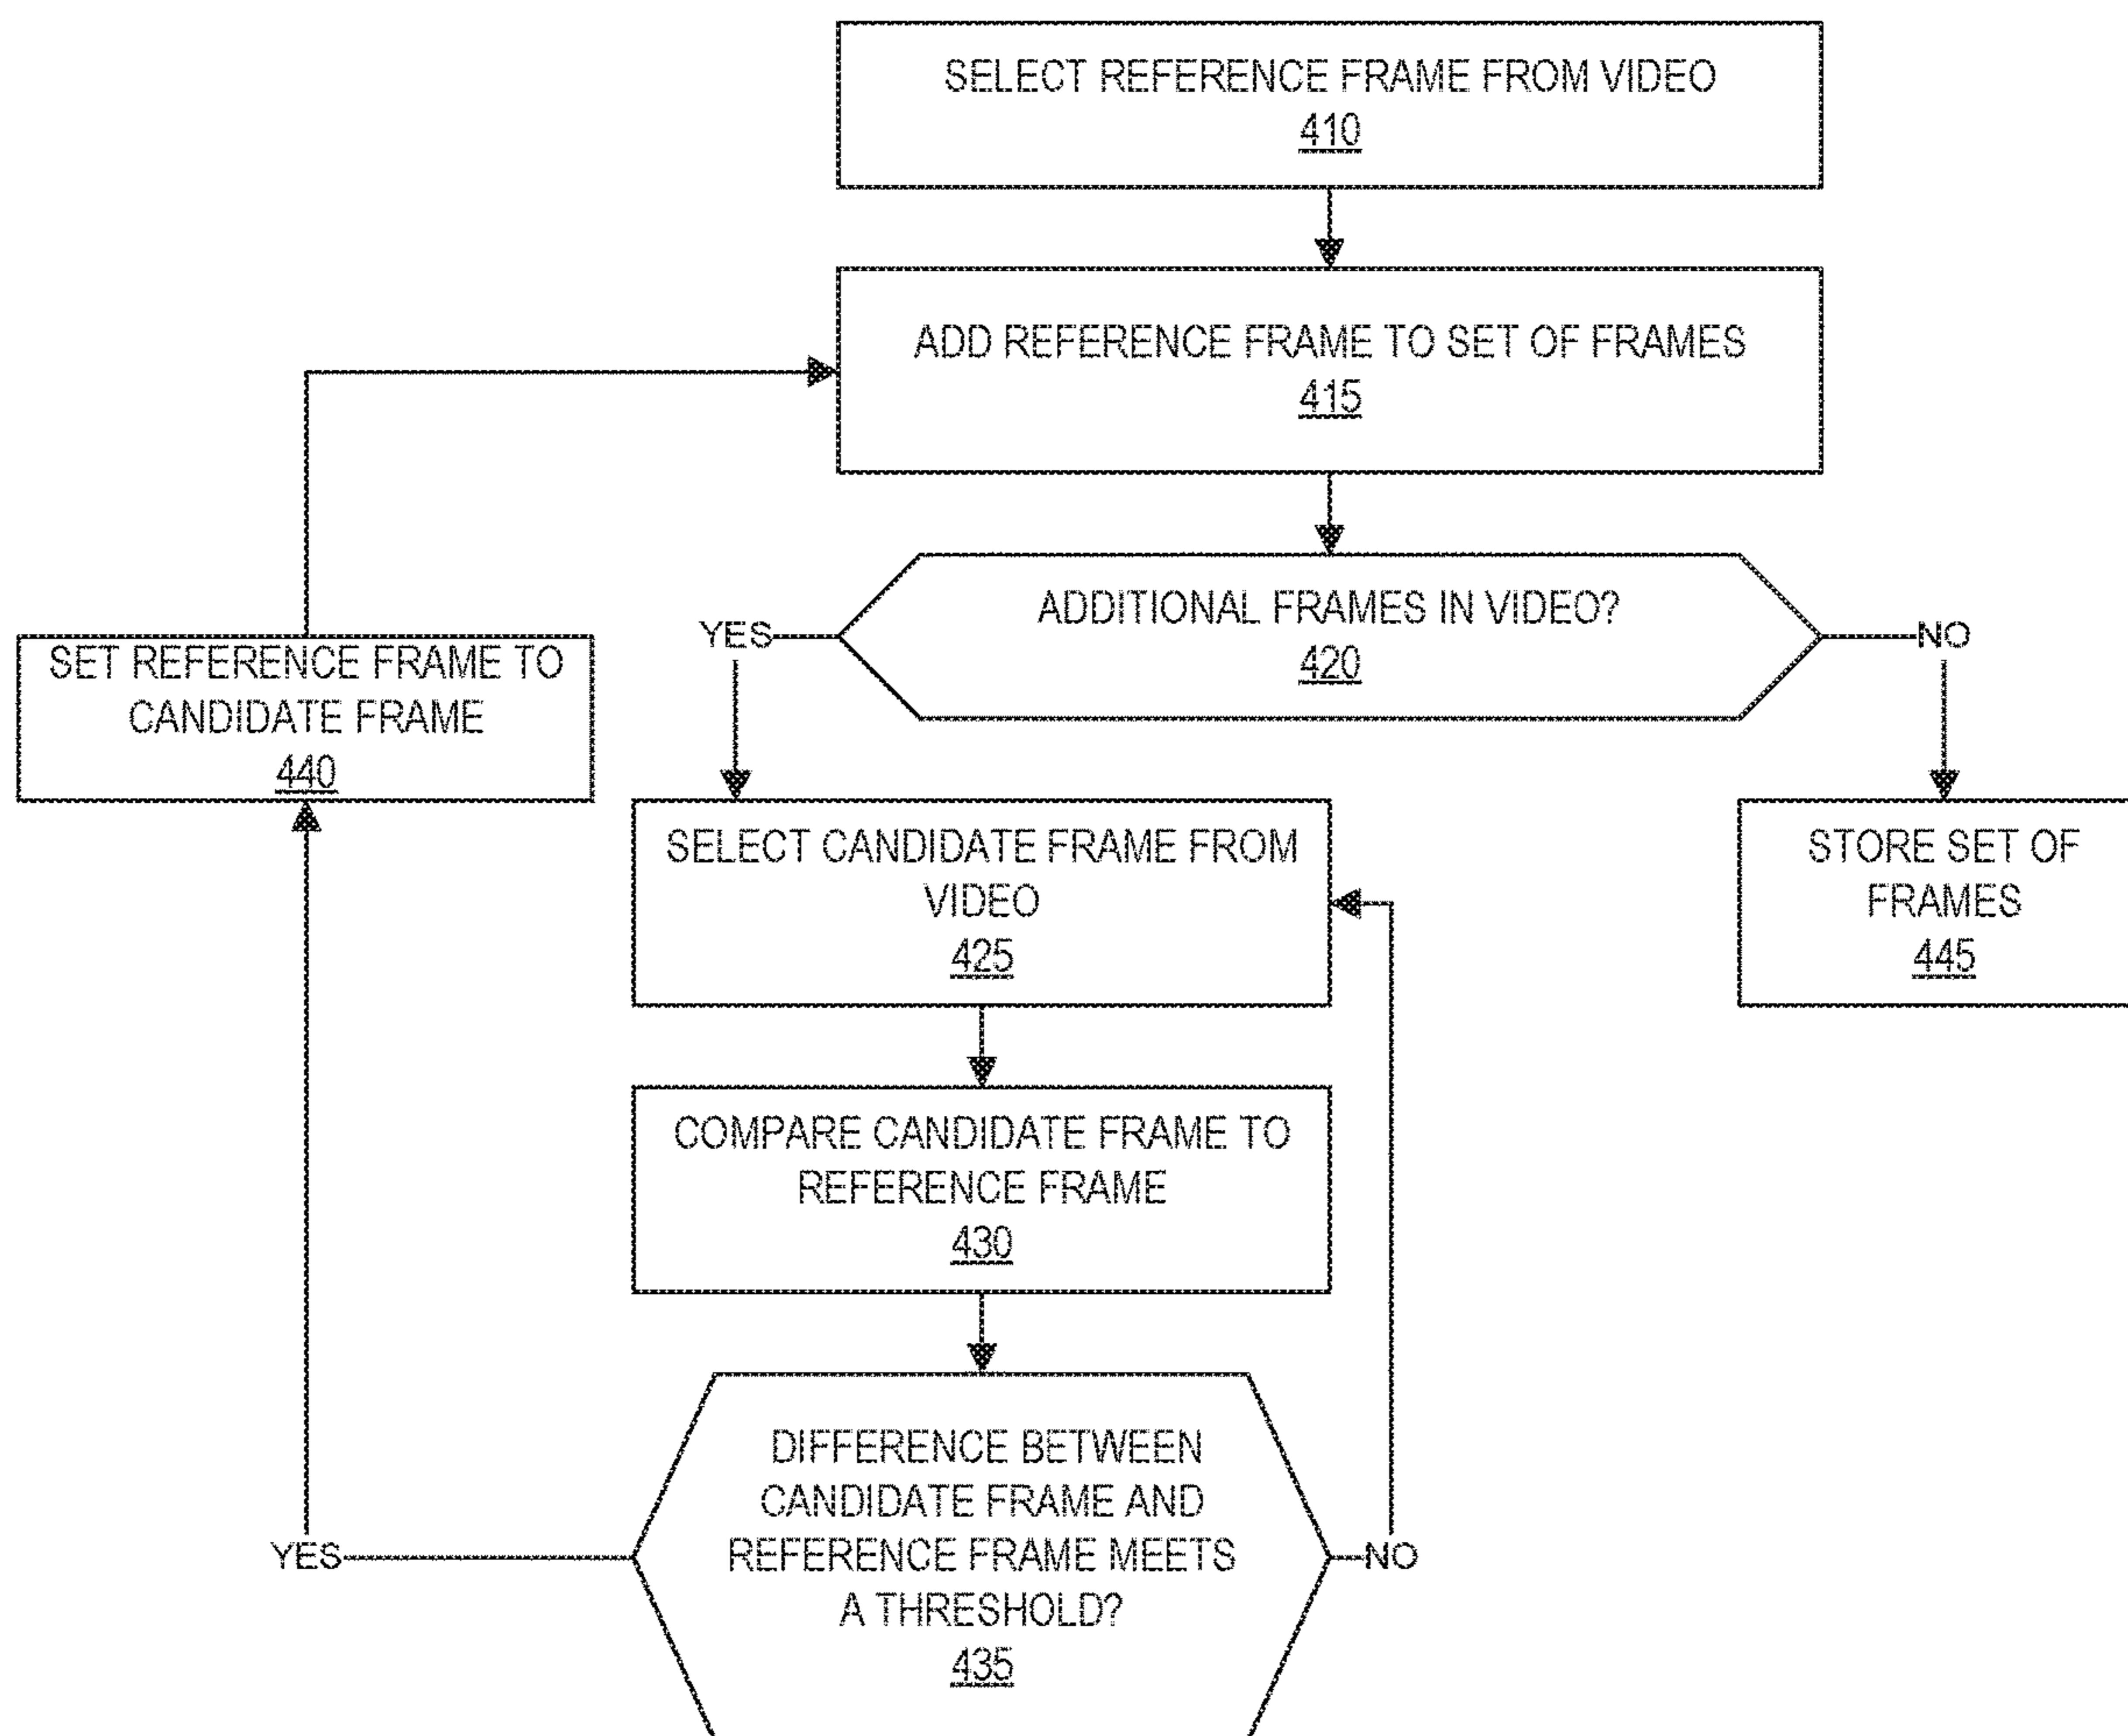 SELECT REFERENCE FRAME FROM VIDEO
410
ADD REFERENCE FRAME TO SET OF FRAMES
415
ADDITIONAL FRAMES IN VIDEO?
420
YES
NO
SET REFERENCE FRAME TO
CANDIDATE FRAME
440
SELECT CANDIDATE FRAME FROM
VIDEO
425
STORE SET OF
FRAMES
445
COMPARE CANDIDATE FRAME TO
REFERENCE FRAME
430
DIFFERENCE BETWEEN
CANDIDATE FRAME AND
REFERENCE FRAME MEETS
A THRESHOLD?
435
YES
NO